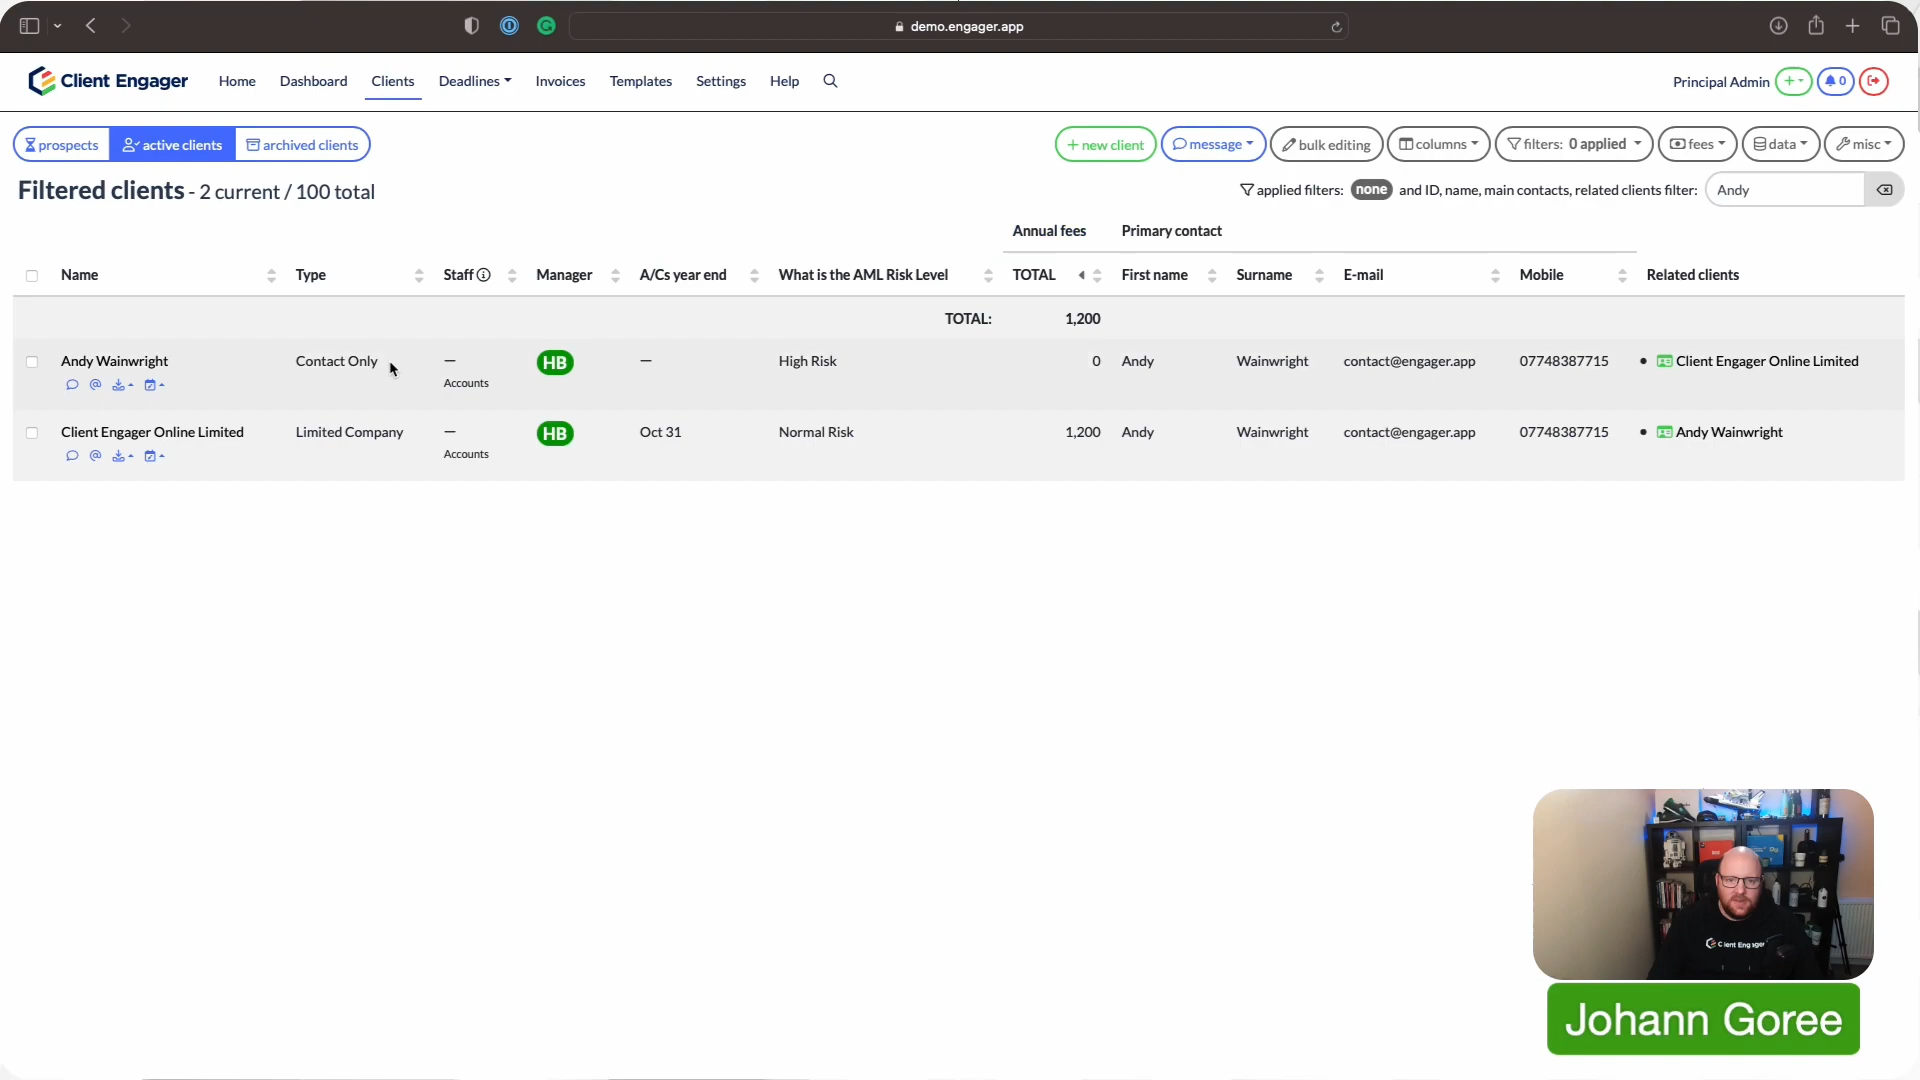 demo.engager.app
Client Engager Home Dashboard Clients Deadlines Invoices Templates Settings Help Principal Admin + 0
prospects active clients archived clients + new client message bulk editing columns filters: 0 applied fees data misc
Filtered clients - 2 current / 100 total applied filters: none and ID, name, main contacts, related clients filter: Andy
Annual fees Primary contact
Name Type Staff Manager A/Cs year end What is the AML Risk Level TOTAL First name Surname E-mail Mobile Related clients
TOTAL: 1,200
Andy Wainwright Contact Only — HB — High Risk 0 Andy Wainwright contact@engager.app 07748387715 • Client Engager Online Limited
Accounts
Client Engager Online Limited Limited Company — HB Oct 31 Normal Risk 1,200 Andy Wainwright contact@engager.app 07748387715 • Andy Wainwright
Accounts
Client Engager
Johann Goree